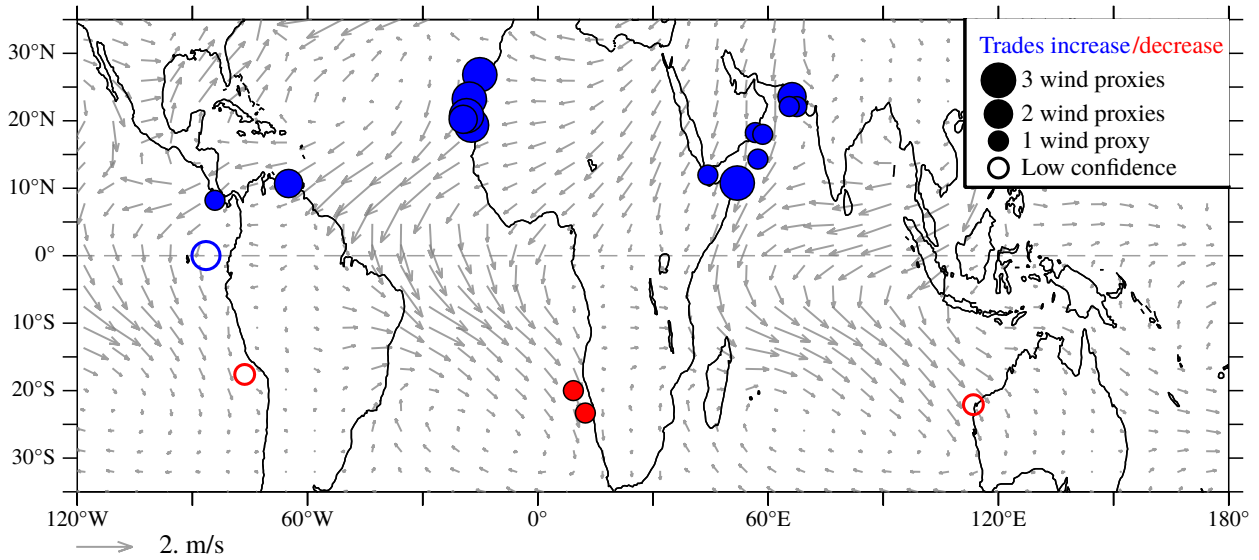 30°N
20°N
10°N
0°
10°S
20°S
30°S
120°W
60°W
0°
60°E
120°E
180°
2. m/s
Trades increase/decrease
3 wind proxies
2 wind proxies
1 wind proxy
Low confidence